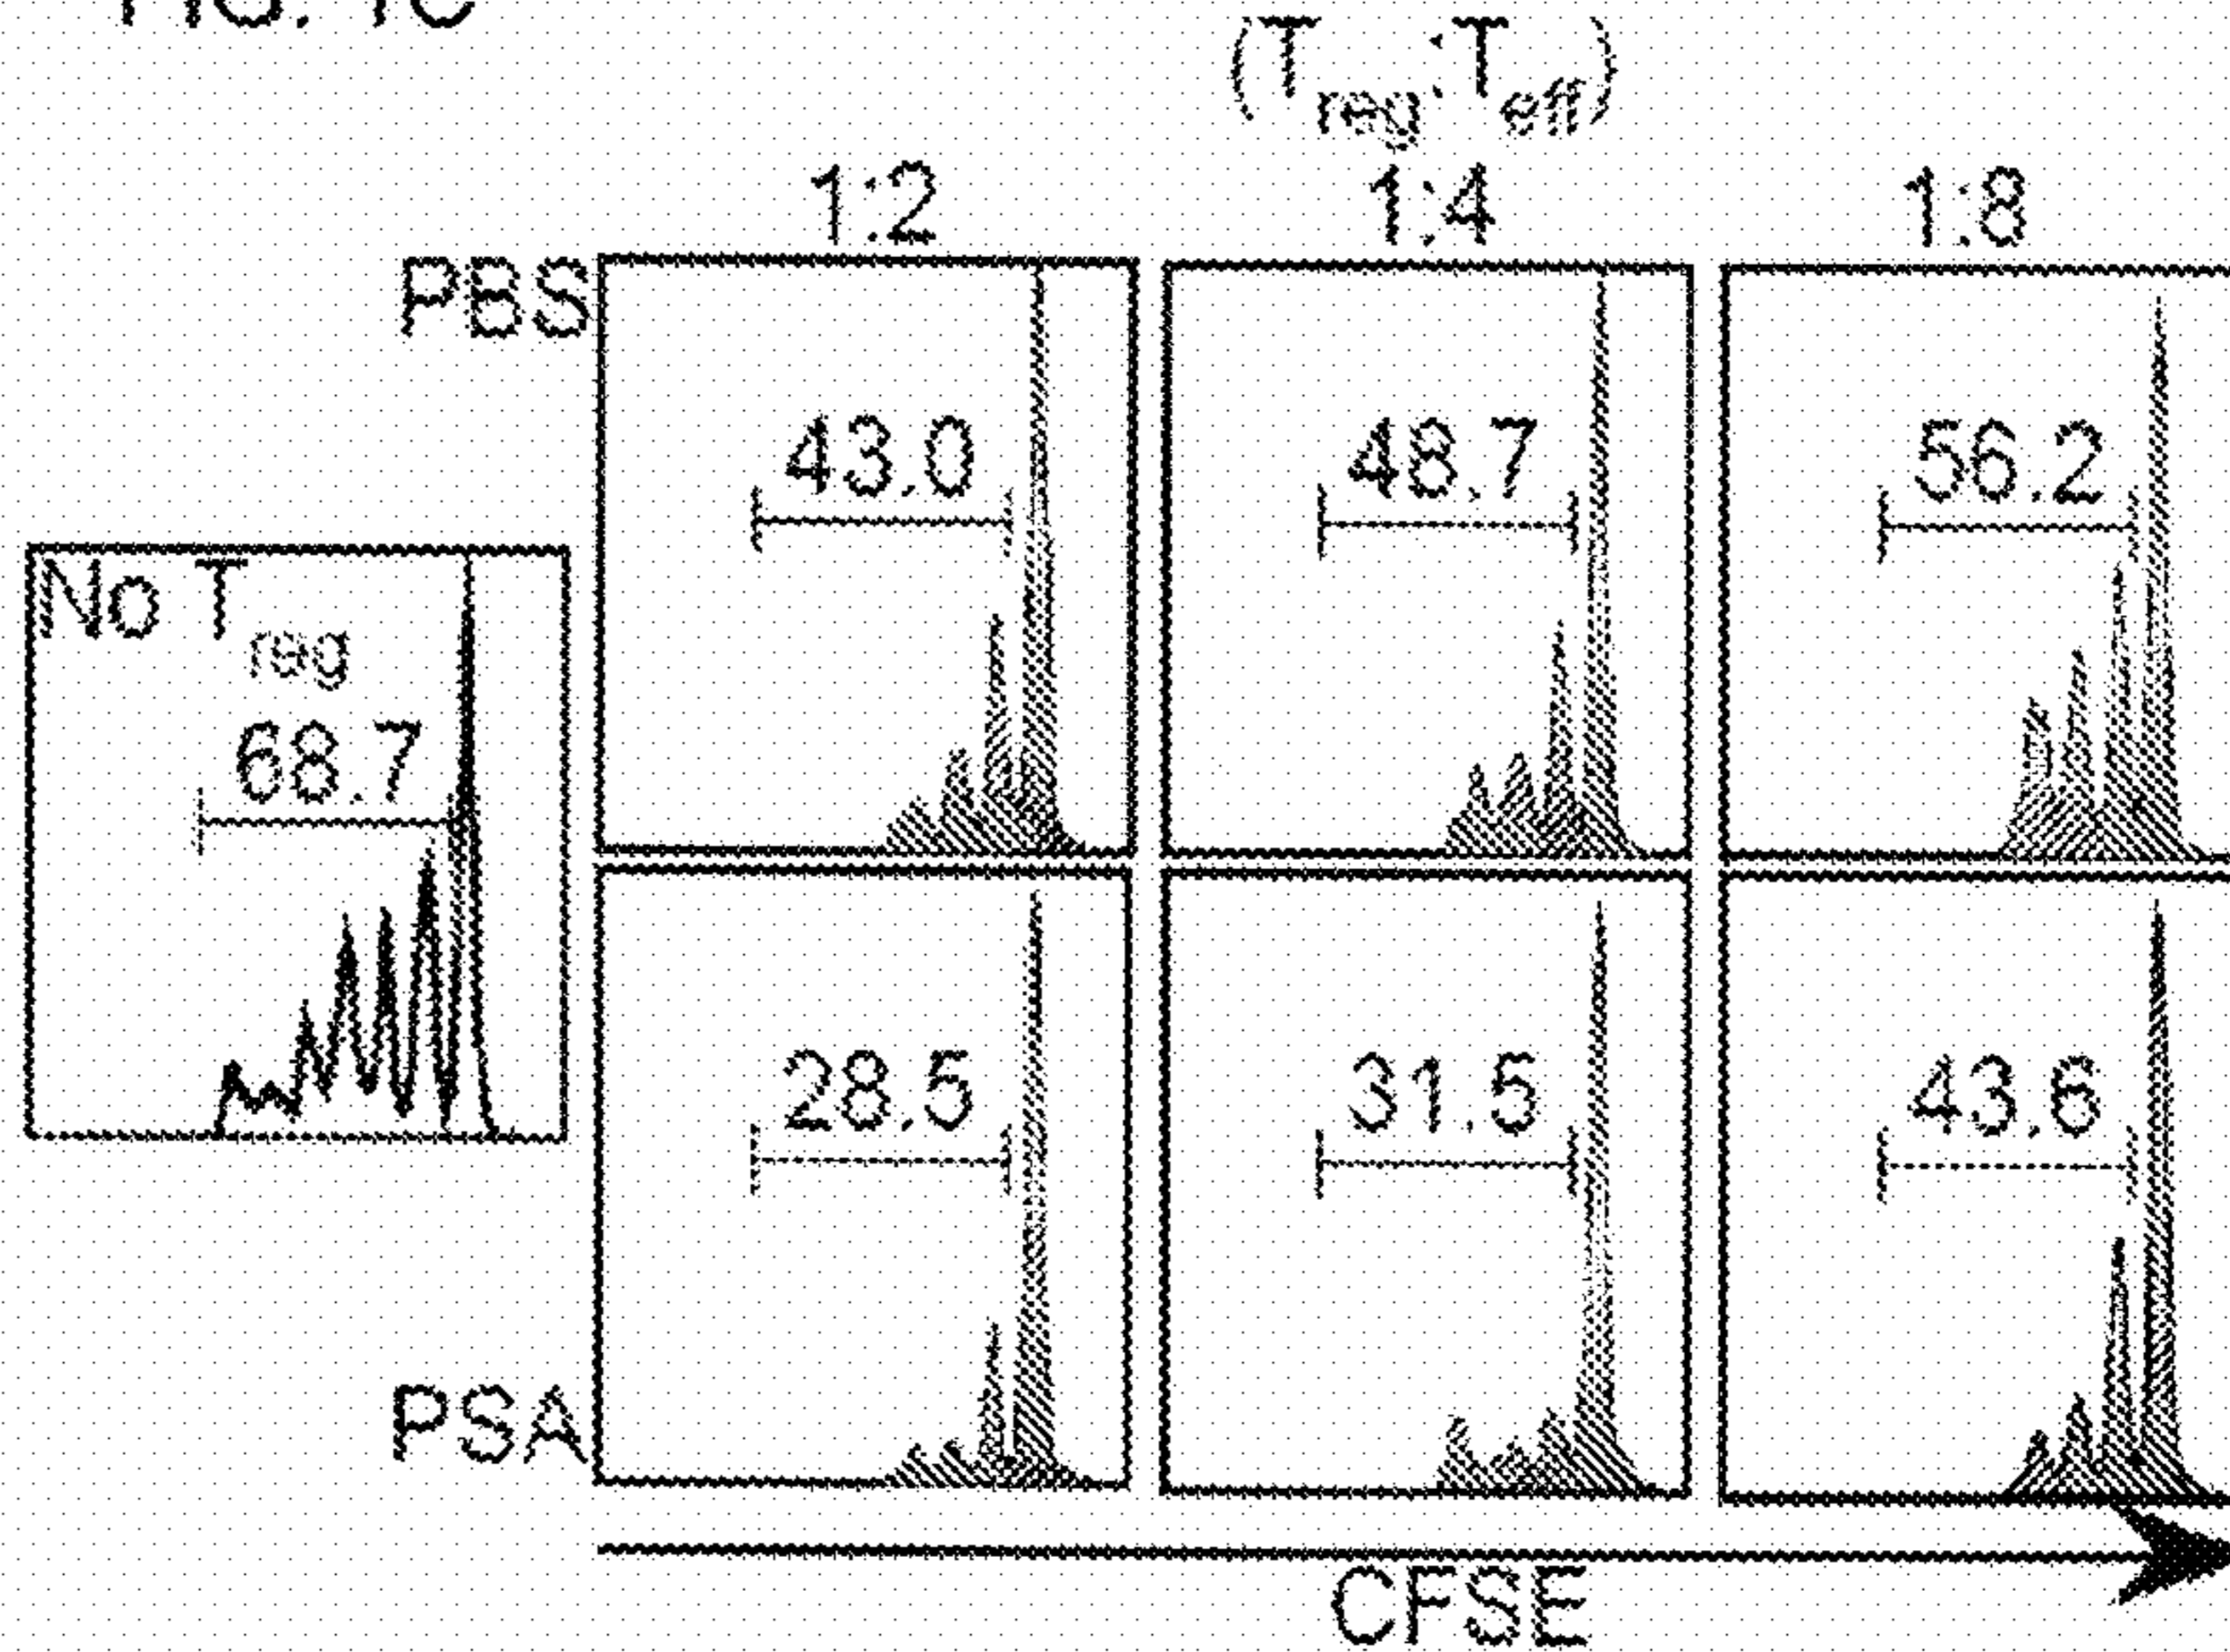 (Treg:Teff)
1:2 1:4 1:8
PBS
43.0 48.7 56.2
No Treg
68.7
28.5 31.5 43.6
PSA
CFSE